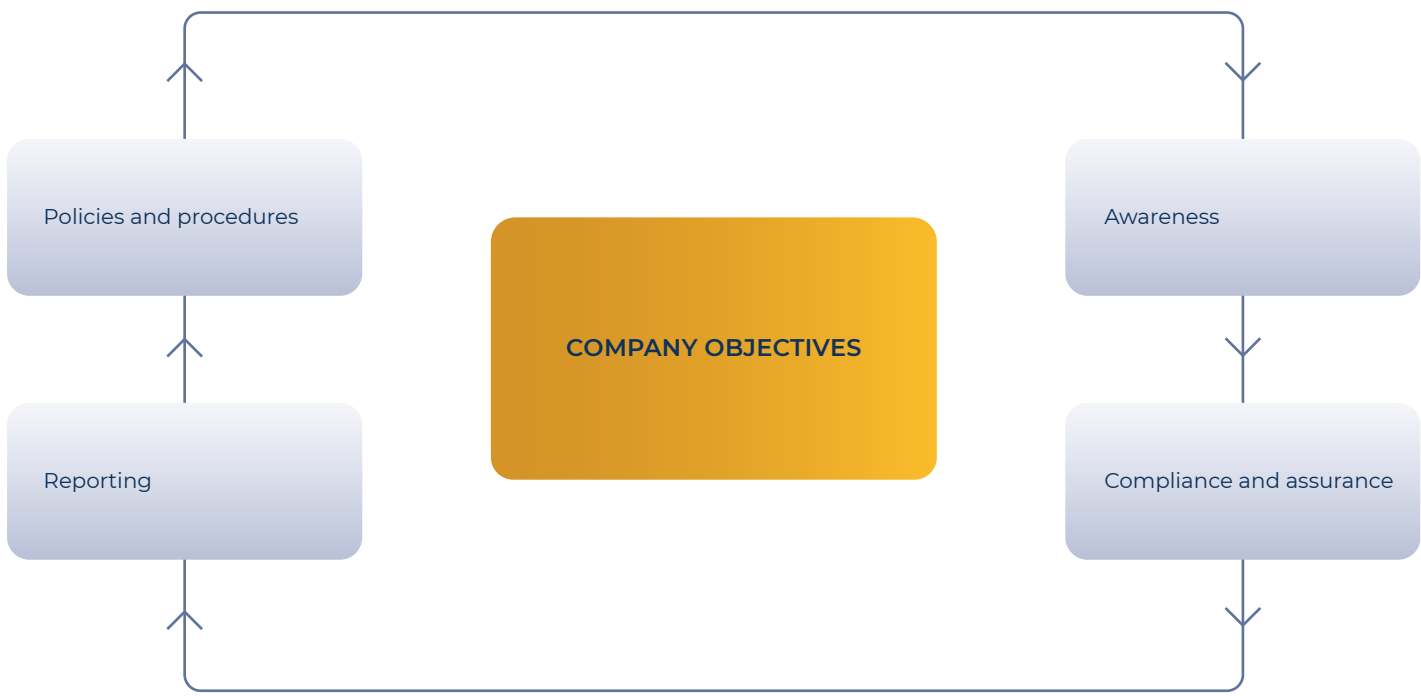 Policies and procedures
Awareness
COMPANY OBJECTIVES
Reporting
Compliance and assurance